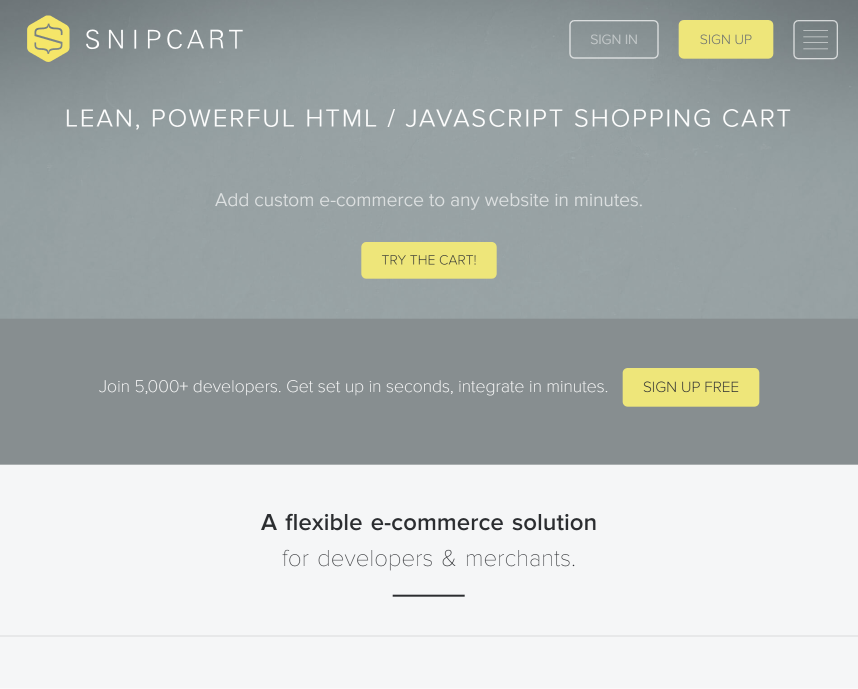 SNIPCART
SIGN IN
SIGN UP
LEAN, POWERFUL HTML / JAVASCRIPT SHOPPING CART
Add custom e-commerce to any website in minutes.
TRY THE CART!
Join 5,000+ developers. Get set up in seconds, integrate in minutes.
SIGN UP FREE
A flexible e-commerce solution
for developers & merchants.